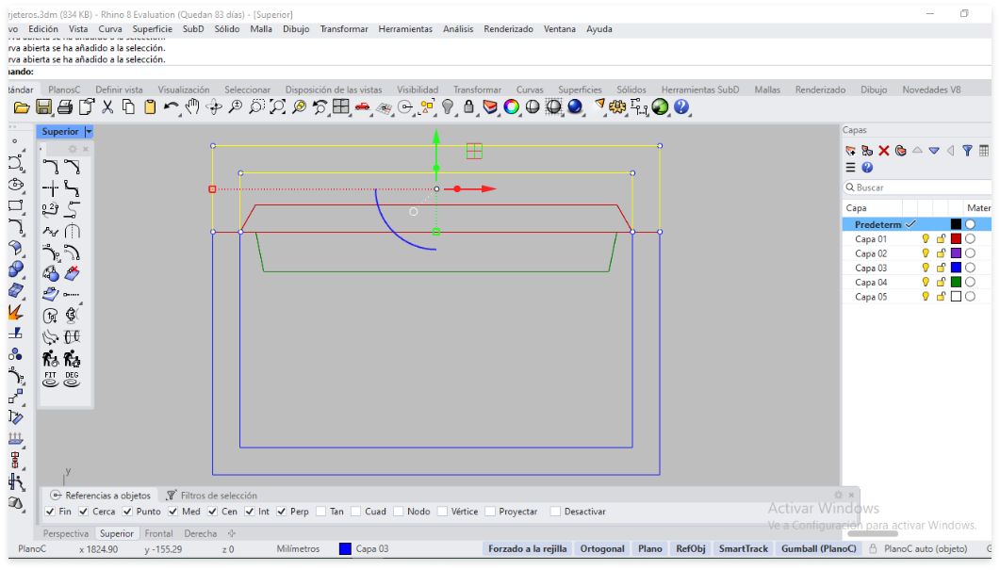 rjeteros.3dm (834 KB) - Rhino 8 Evaluation (Quedan 83 días) - [Superior]
vo Edición Vista Curva Superficie SubD Sólido Malla Dibujo Transformar Herramientas Análisis Renderizado Ventana Ayuda
rva abierta se ha añadido a la selección.
rva abierta se ha añadido a la selección.
ando:
tándar PlanosC Definir vista Visualización Seleccionar Disposición de las vistas Visibilidad Transformar Curvas Superficies Sólidos Herramientas SubD Mallas Renderizado Dibujo Novedades V8
Superior
Capas
Buscar
Capa Mater
Predeterm
Capa 01
Capa 02
Capa 03
Capa 04
Capa 05
FIT DEG
y
Referencias a objetos Filtros de selección
Fin Cerca Punto Med Cen Int Perp Tan Cuad Nodo Vértice Proyectar Desactivar
Activar Windows
Ve a Configuración para activar Windows.
Perspectiva Superior Frontal Derecha
PlanoC x 1824.90 y -155.29 z 0 Milímetros Capa 03 Forzado a la rejilla Ortogonal Plano RefObj SmartTrack Gumball (PlanoC) PlanoC auto (objeto)